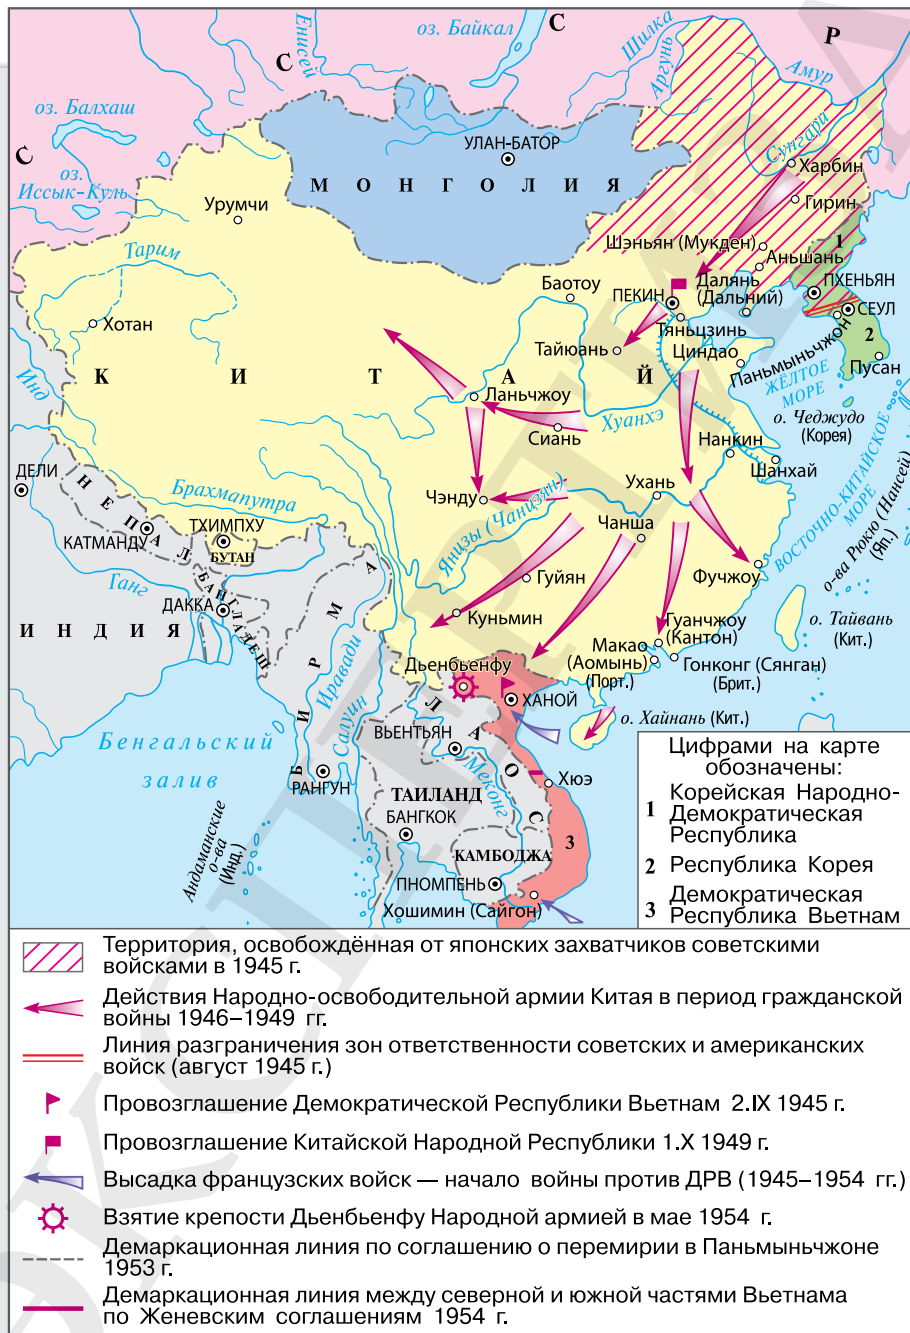 оз. Байкал
Енисей
С
С
С
Р
Шилка
Аргунь
Амур
оз. Балхаш
оз.
Иссык-Куль
УЛАН-БАТОР
МОНГОЛИЯ
Сунгари
Харбин
Гирин
Урумчи
Шэньян (Мукден)
Аньшань
1
Тарим
Баотоу
ПЕКИН
Далянь
(Дальний)
ПХЕНЬЯН
СЕУЛ
Хотан
Тяньцзинь
Тайюань
Циндао
Паньмыньчжон
2
Пусан
КИТАЙ
ЖЁЛТОЕ
МОРЕ
Инд
Ланьчжоу
Хуанхэ
о. Чеджудо
(Корея)
Сиань
Нанкин
Шанхай
ДЕЛИ
НЕПАЛ
Брахмапутра
Чэнду
Ухань
ВОСТОЧНО-КИТАЙСКОЕ
МОРЕ
КАТМАНДУ
ТХИМПХУ
БУТАН
Янцзы (Чанцзян)
Чанша
о-ва Рюкю (Нансей)
(Яп.)
Ганг
БАНГЛАДЕШ
Гуйян
Фучжоу
ДАККА
ИНДИЯ
БИРМА
Куньмин
Гуанчжоу
(Кантон)
о. Тайвань
(Кит.)
Макао
(Аомынь)
(Порт.)
Гонконг (Сянган)
(Брит.)
Иравади
Дьенбьенфу
ХАНОЙ
Салуин
ЛАОС
о. Хайнань (Кит.)
Бенгальский
залив
ВЬЕНТЬЯН
Меконг
Хюэ
РАНГУН
ТАИЛАНД
БАНГКОК
Андаманские
о-ва
(Инд.)
КАМБОДЖА
3
ПНОМПЕНЬ
Хошимин (Сайгон)
Цифрами на карте
обозначены:
1 Корейская Народно-
Демократическая
Республика
2 Республика Корея
3 Демократическая
Республика Вьетнам
Территория, освобождённая от японских захватчиков советскими
войсками в 1945 г.
Действия Народно-освободительной армии Китая в период гражданской
войны 1946–1949 гг.
Линия разграничения зон ответственности советских и американских
войск (август 1945 г.)
Провозглашение Демократической Республики Вьетнам 2.IX 1945 г.
Провозглашение Китайской Народной Республики 1.X 1949 г.
Высадка французских войск — начало войны против ДРВ (1945–1954 гг.)
Взятие крепости Дьенбьенфу Народной армией в мае 1954 г.
Демаркационная линия по соглашению о перемирии в Паньмыньчжоне
1953 г.
Демаркационная линия между северной и южной частями Вьетнама
по Женевским соглашениям 1954 г.